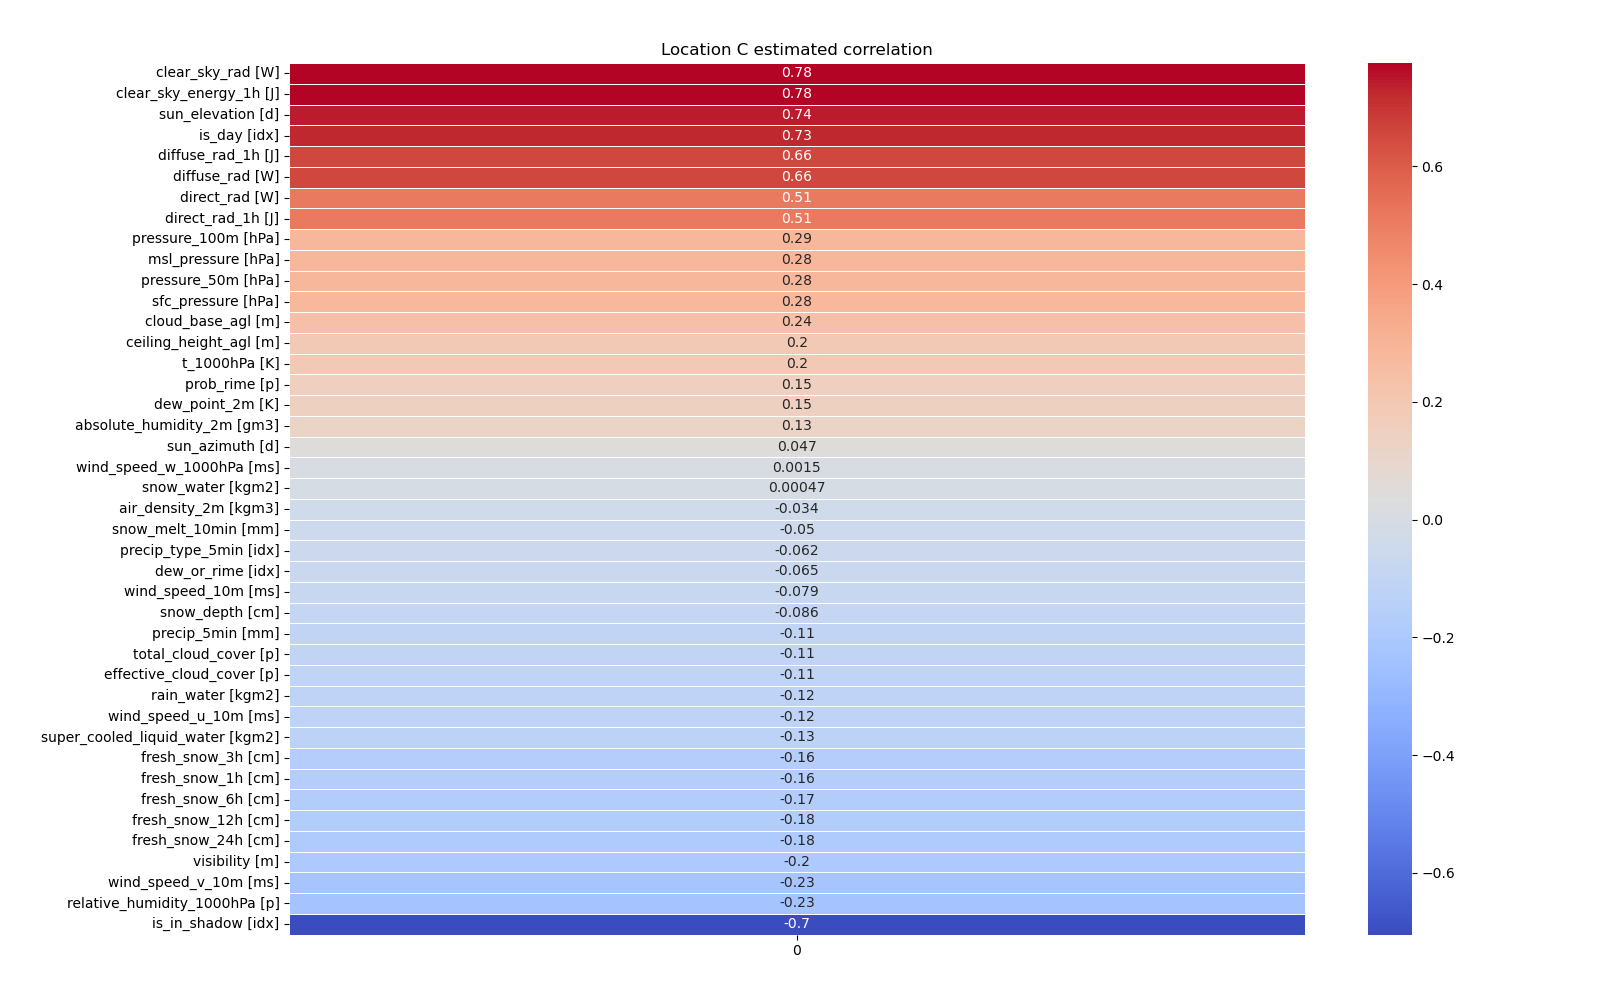 Location C estimated correlation
clear_sky_rad [W] 0.78
clear_sky_energy_1h [J] 0.78
sun_elevation [d] 0.74
is_day [idx] 0.73
diffuse_rad_1h [J] 0.66
diffuse_rad [W] 0.66
direct_rad [W] 0.51
direct_rad_1h [J] 0.51
pressure_100m [hPa] 0.29
msl_pressure [hPa] 0.28
pressure_50m [hPa] 0.28
sfc_pressure [hPa] 0.28
cloud_base_agl [m] 0.24
ceiling_height_agl [m] 0.2
t_1000hPa [K] 0.2
prob_rime [p] 0.15
dew_point_2m [K] 0.15
absolute_humidity_2m [gm3] 0.13
sun_azimuth [d] 0.047
wind_speed_w_1000hPa [ms] 0.0015
snow_water [kgm2] 0.00047
air_density_2m [kgm3] -0.034
snow_melt_10min [mm] -0.05
precip_type_5min [idx] -0.062
dew_or_rime [idx] -0.065
wind_speed_10m [ms] -0.079
snow_depth [cm] -0.086
precip_5min [mm] -0.11
total_cloud_cover [p] -0.11
effective_cloud_cover [p] -0.11
rain_water [kgm2] -0.12
wind_speed_u_10m [ms] -0.12
super_cooled_liquid_water [kgm2] -0.13
fresh_snow_3h [cm] -0.16
fresh_snow_1h [cm] -0.16
fresh_snow_6h [cm] -0.17
fresh_snow_12h [cm] -0.18
fresh_snow_24h [cm] -0.18
visibility [m] -0.2
wind_speed_v_10m [ms] -0.23
relative_humidity_1000hPa [p] -0.23
is_in_shadow [idx] -0.7
0
0.6
0.4
0.2
0.0
−0.2
−0.4
−0.6